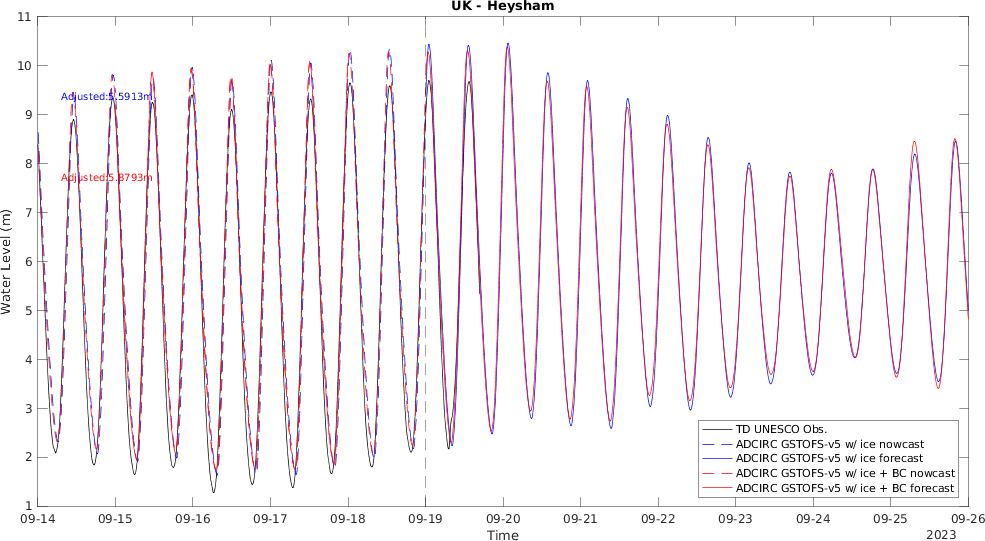 UK - Heysham
11
10
9
8
7
6
5
4
3
2
1
Water Level (m)
Adjusted:5.5913m
Adjusted:5.8793m
TD UNESCO Obs.
ADCIRC GSTOFS-v5 w/ ice nowcast
ADCIRC GSTOFS-v5 w/ ice forecast
ADCIRC GSTOFS-v5 w/ ice + BC nowcast
ADCIRC GSTOFS-v5 w/ ice + BC forecast
09-14 09-15 09-16 09-17 09-18 09-19 09-20 09-21 09-22 09-23 09-24 09-25 09-26
Time
2023